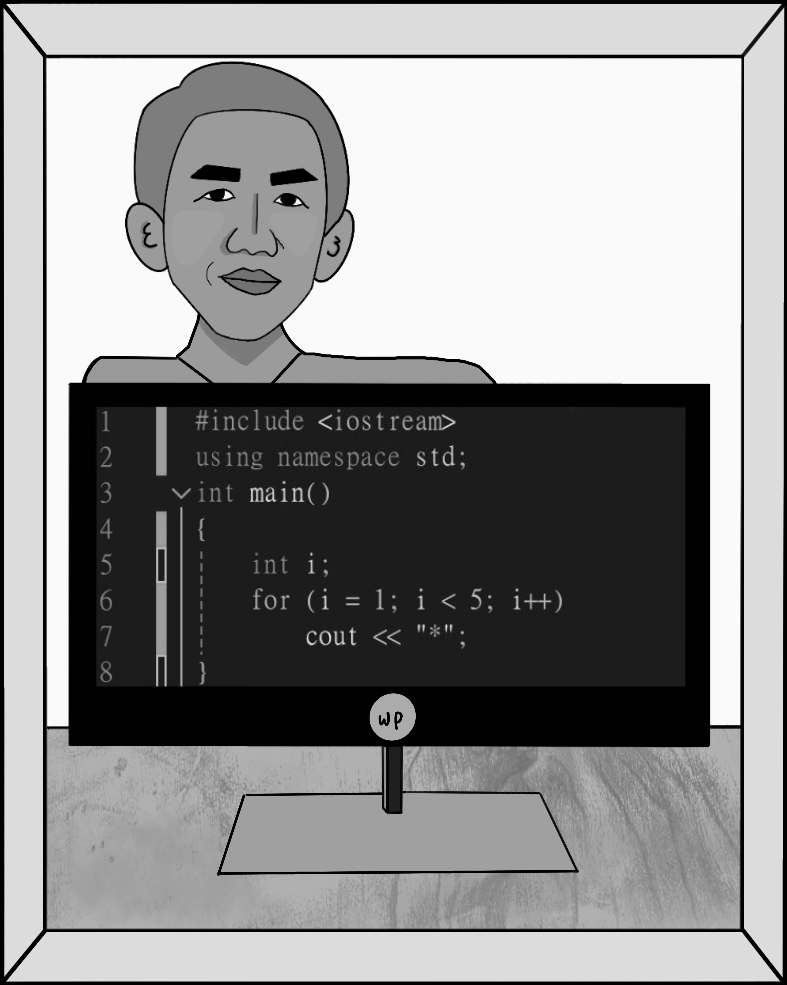 1 #include <iostream>
2 using namespace std;
3 int main()
4 {
5 int i;
6 for (i = 1; i < 5; i++)
7 cout << "*";
8 }
wp